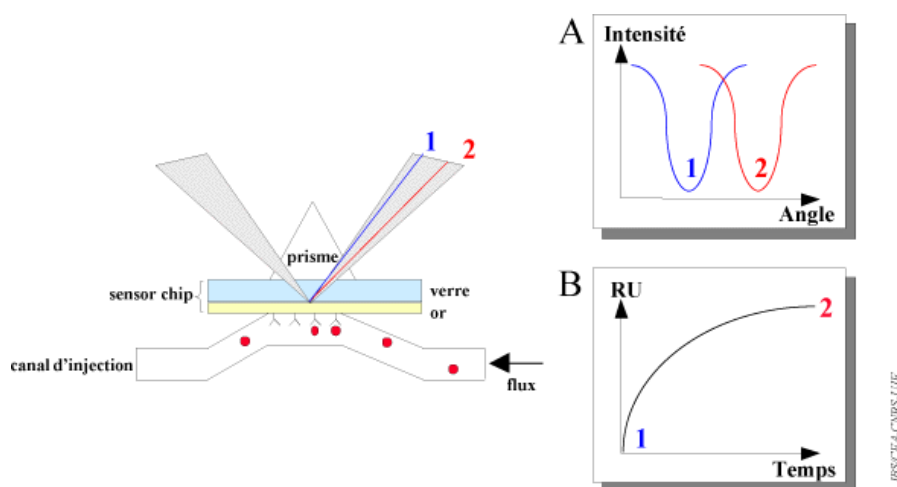 A
Intensité
1
2
Angle
1
2
prisme
sensor chip
verre
or
canal d'injection
flux
B
RU
2
1
Temps